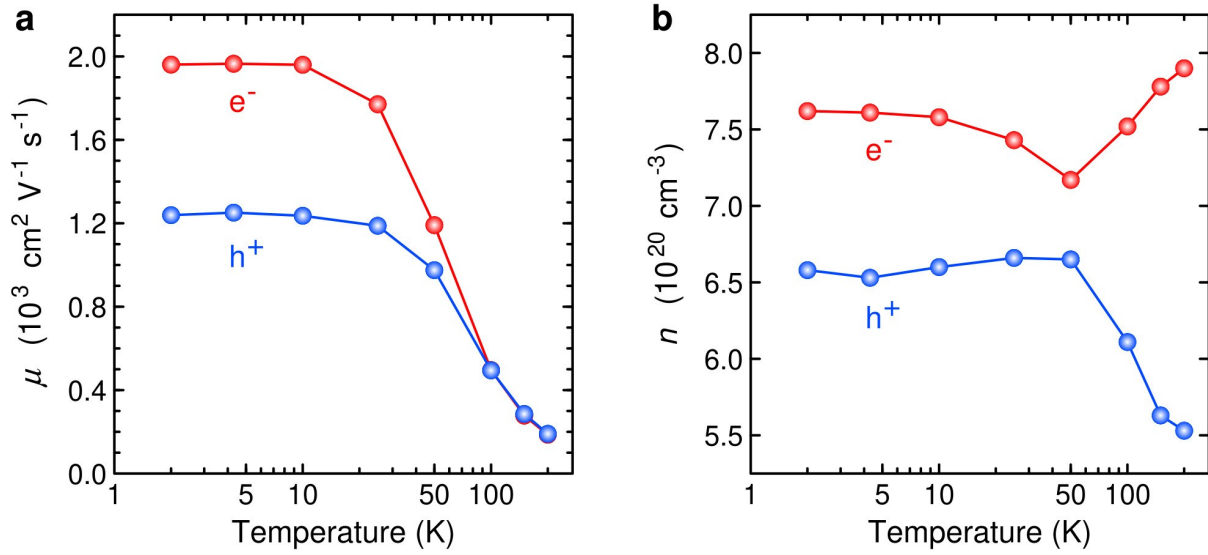 a
μ (10³ cm² V⁻¹ s⁻¹)
2.0
1.6
1.2
0.8
0.4
0.0
e⁻
h⁺
1 5 10 50 100
Temperature (K)
b
n (10²⁰ cm⁻³)
8.0
7.5
7.0
6.5
6.0
5.5
e⁻
h⁺
1 5 10 50 100
Temperature (K)